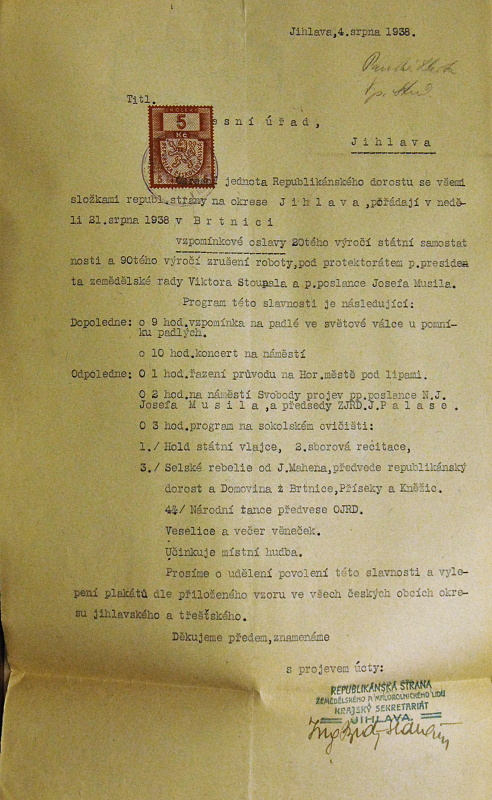 Jihlava,4.srpna 1938.
Titl.
esní úřad,
Jihlava
5
Kč
jednota Republikánského dorostu se všemi
složkami republ.strany na okrese Jihlava,pořádají v nedě-
li 21.srpna 1938 v Brtnici
vzpomínkové oslavy 20tého výročí státní samostat
nosti a 90tého výročí zrušení roboty,pod protektorátem p.presiden
ta zemědělské rady Viktora Stoupala a p.poslance Josefa Musila.
Program této slavnosti je následující:
Dopoledne: o 9 hod.vzpomínka na padlé ve světové válce u pomní-
ku padlých.
o 10 hod.koncert na náměstí
Odpoledne: O 1 hod.řazení průvodu na Hor.městě pod lipami.
O 2 hod.na náměstí Svobody projev pp.poslance N.J.
Josefa Musila,a předsedy ZJRD.J.Palase.
O 3 hod.program na sokolském cvičišti:
1./ Hold státní vlajce, 2.sborová recitace,
3./ Selské rebelie od J.Mahena,předvede republikánský
dorost a Domovina z Brtnice,Příseky a Kněžic.
44/ Národní tance předvese OJRD.
Veselice a večer věneček.
Účinkuje místní hudba.
Prosíme o udělení povolení této slavnosti a vyle-
pení plakátů dle přiloženého vzoru ve všech českých obcích okre-
su jihlavského a třešťského.
Děkujeme předem,znamenáme
s projevem úcty:
REPUBLIKÁNSKÁ STRANA
ZEMĚDĚLSKÉHO A MALOROLNICKÉHO LIDU
KRAJSKÝ SEKRETARIÁT
JIHLAVA